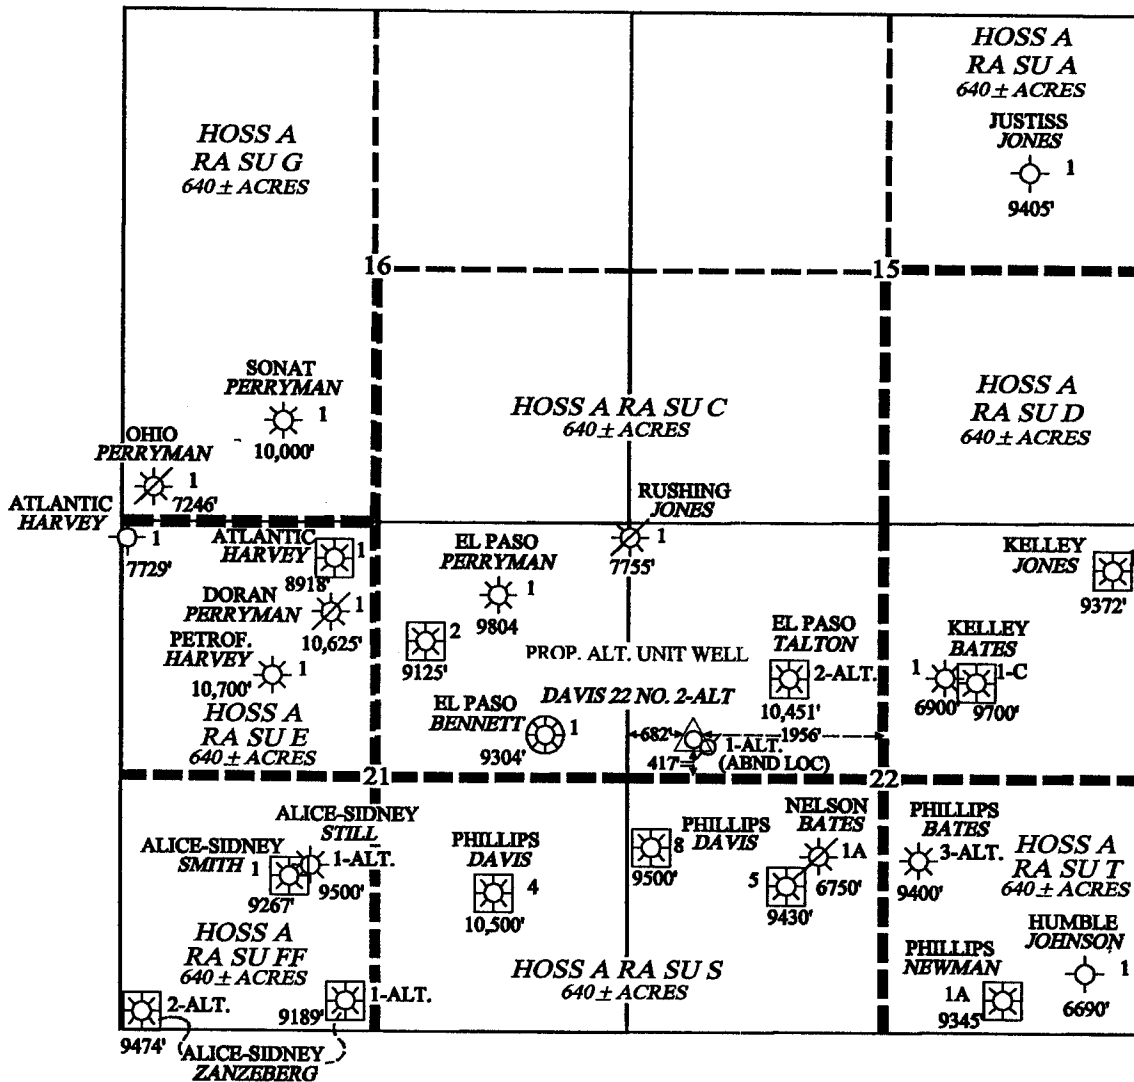 HOSS A
RA SU A
640 ± ACRES
JUSTISS
JONES
1
9405'
HOSS A
RA SU G
640 ± ACRES
16
15
SONAT
PERRYMAN
1
10,000'
OHIO
PERRYMAN
1
7246'
HOSS A RA SU C
640 ± ACRES
HOSS A
RA SU D
640 ± ACRES
ATLANTIC
HARVEY
1
7729'
ATLANTIC
HARVEY
1
8918'
RUSHING
JONES
1
7755'
EL PASO
PERRYMAN
1
9804
KELLEY
JONES
9372'
DORAN
PERRYMAN
1
10,625'
2
9125'
PETROF.
HARVEY
10,700'
PROP. ALT. UNIT WELL
DAVIS 22 NO. 2-ALT
EL PASO
TALTON
2-ALT.
10,451'
KELLEY
BATES
1
6900'
1-C
9700'
HOSS A
RA SU E
640 ± ACRES
EL PASO
BENNETT
1
9304'
682'
1956'
417'
1-ALT.
(ABND LOC)
21
22
ALICE-SIDNEY
STILL
1-ALT.
9500'
ALICE-SIDNEY
SMITH
1
9267'
PHILLIPS
DAVIS
4
10,500'
PHILLIPS
DAVIS
8
9500'
NELSON
BATES
1A
6750'
5
9430'
PHILLIPS
BATES
3-ALT.
9400'
HOSS A
RA SU T
640 ± ACRES
HOSS A
RA SU FF
640 ± ACRES
HOSS A RA SU S
640 ± ACRES
HUMBLE
JOHNSON
1
6690'
PHILLIPS
NEWMAN
1A
9345'
2-ALT.
9474'
1-ALT.
9189'
ALICE-SIDNEY
ZANZEBERG